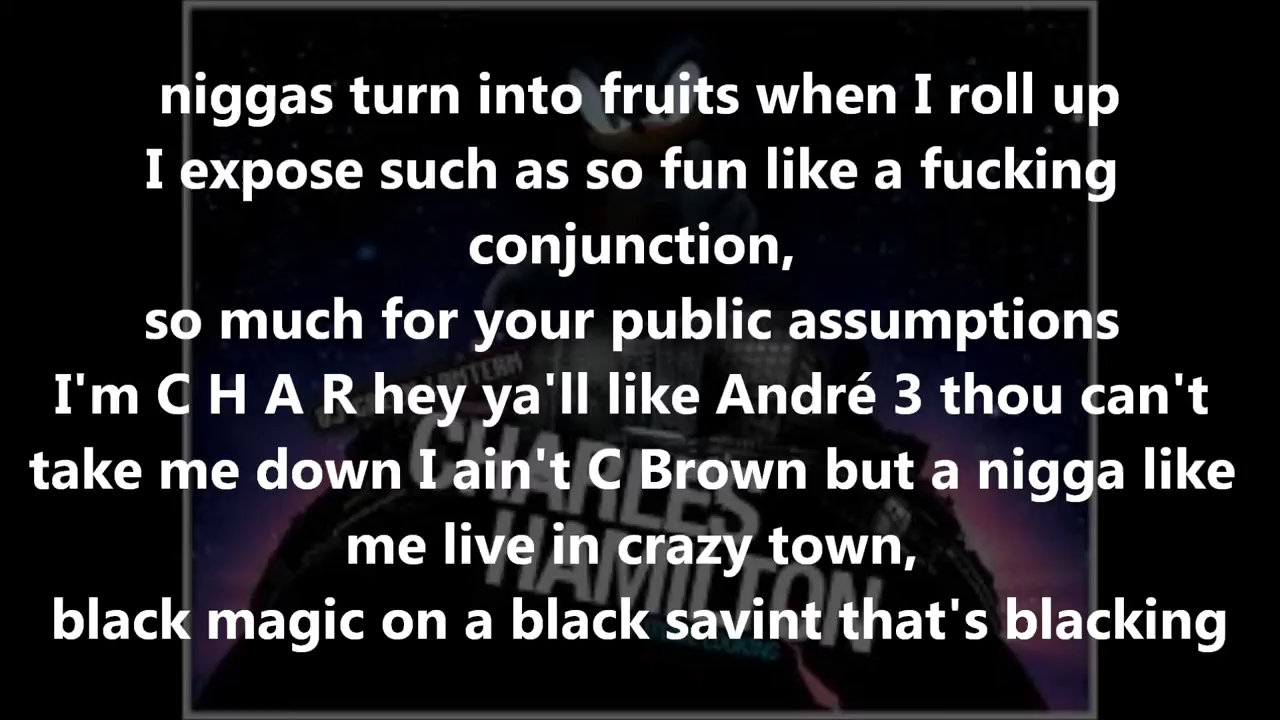 niggas turn into fruits when I roll up
I expose such as so fun like a fucking
conjunction,
so much for your public assumptions
I'm C H A R hey ya'll like André 3 thou can't
take me down I ain't C Brown but a nigga like
me live in crazy town,
black magic on a black savint that's blacking
CHARLES
HAMILTON